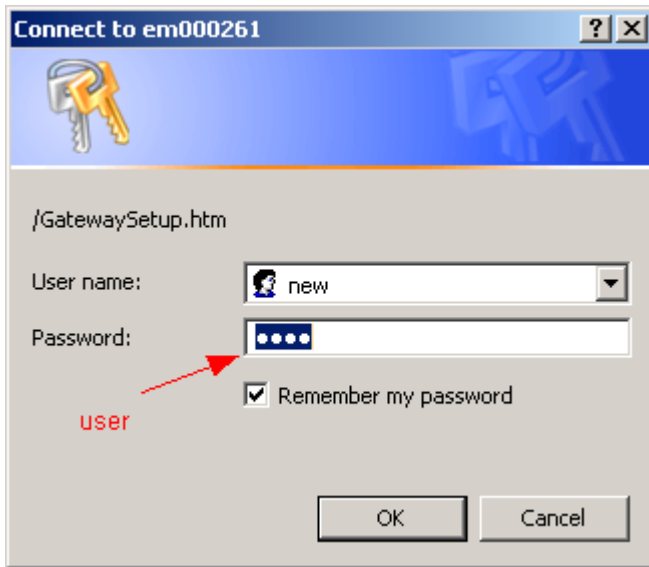 Connect to em000261
/GatewaySetup.htm
User name: new
Password: ••••
user
Remember my password
OK Cancel